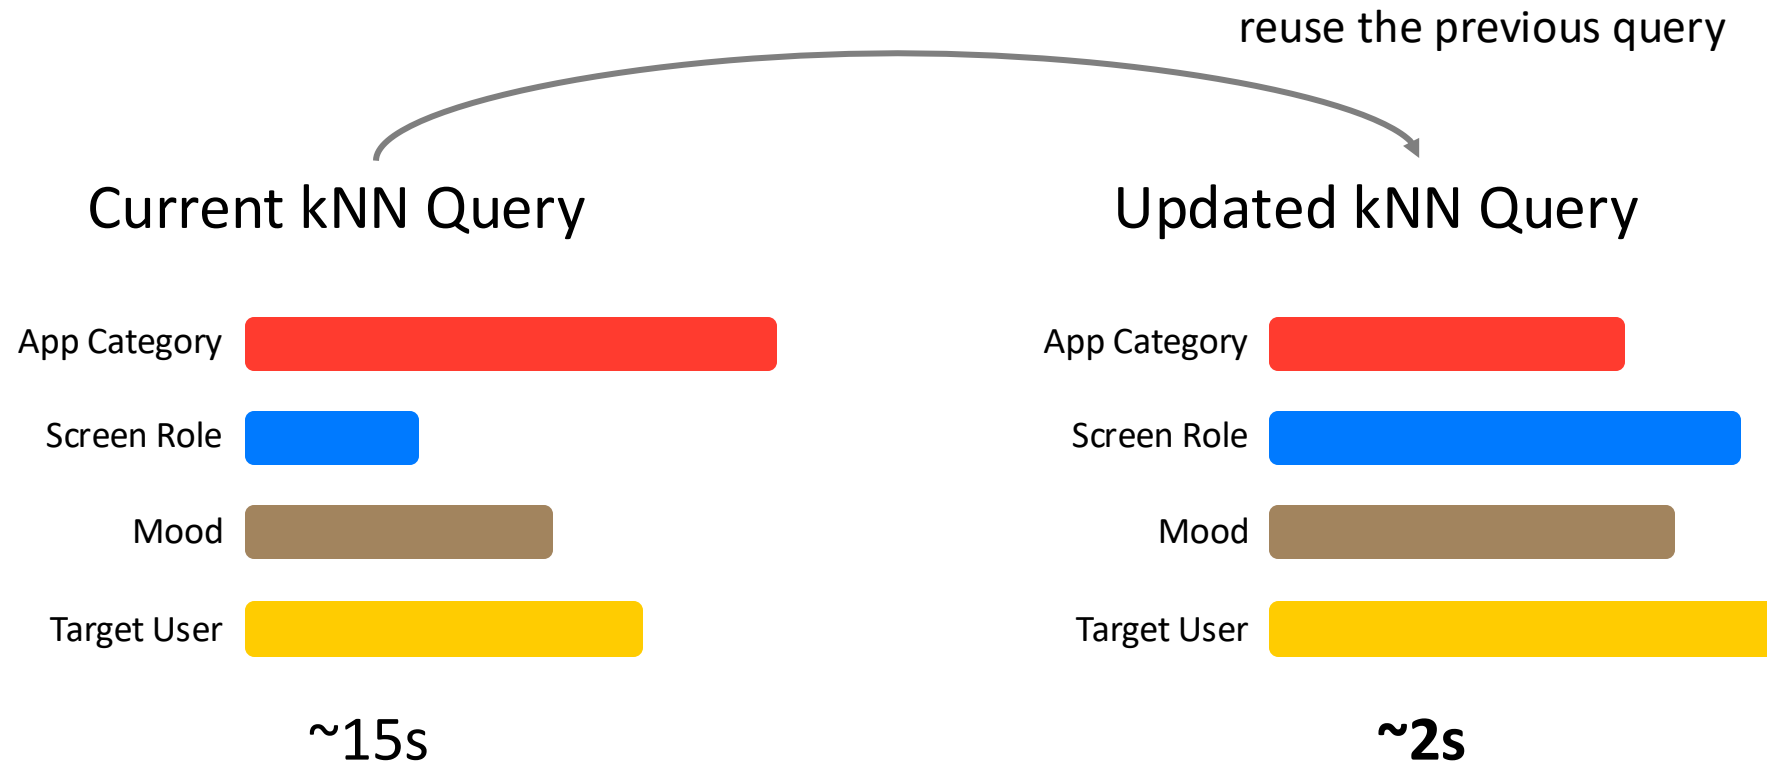 reuse the previous query
Current kNN Query
Updated kNN Query
App Category
Screen Role
Mood
Target User
~15s
App Category
Screen Role
Mood
Target User
~2s